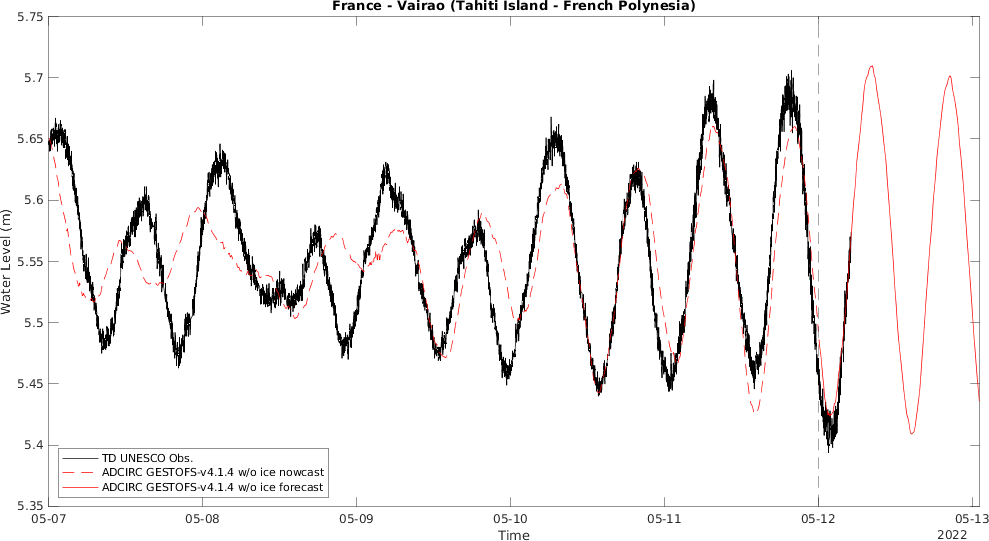 France - Vairao (Tahiti Island - French Polynesia)
5.75
5.7
5.65
5.6
5.55
5.5
5.45
5.4
5.35
Water Level (m)
TD UNESCO Obs.
ADCIRC GESTOFS-v4.1.4 w/o ice nowcast
ADCIRC GESTOFS-v4.1.4 w/o ice forecast
05-07 05-08 05-09 05-10 05-11 05-12 05-13
Time
2022